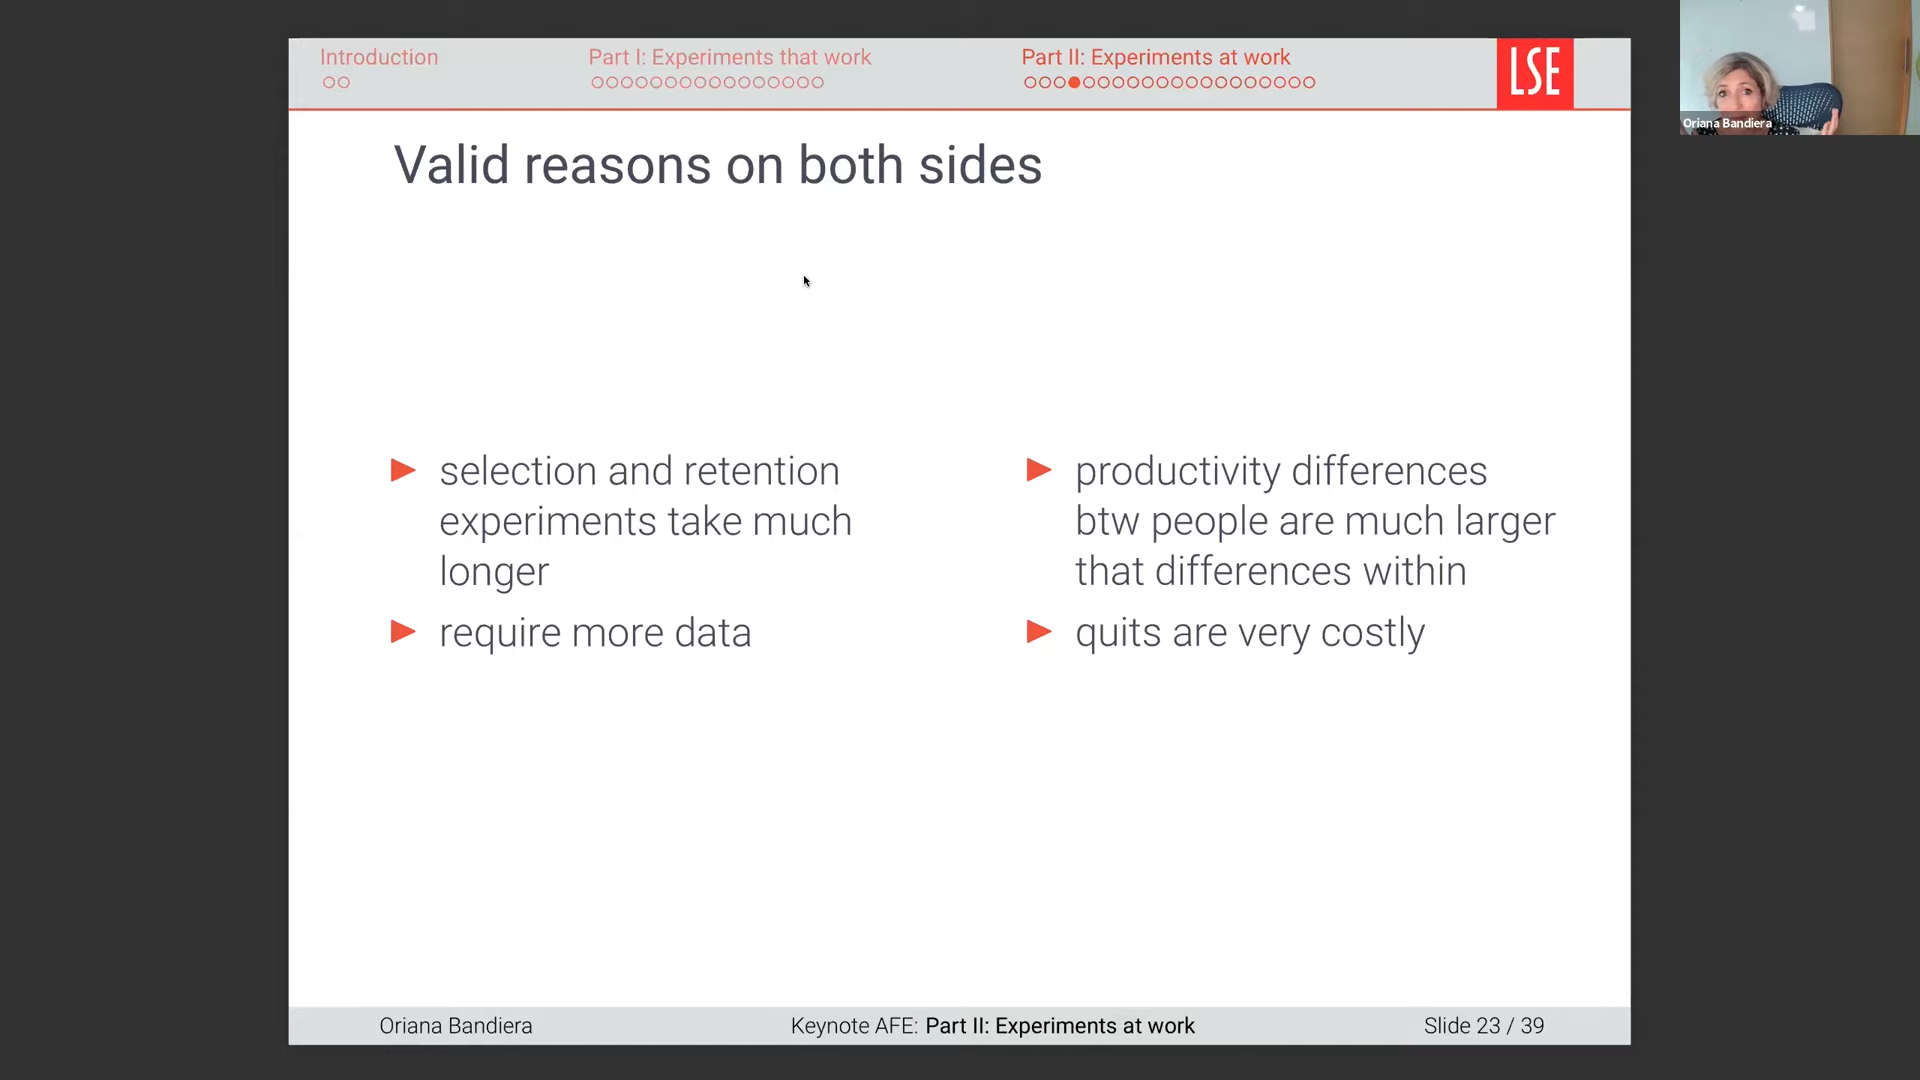 Introduction
Part I: Experiments that work
Part II: Experiments at work
LSE
Oriana Bandiera
Valid reasons on both sides
selection and retention
experiments take much
longer
require more data
productivity differences
btw people are much larger
that differences within
quits are very costly
Oriana Bandiera
Keynote AFE: Part II: Experiments at work
Slide 23 / 39